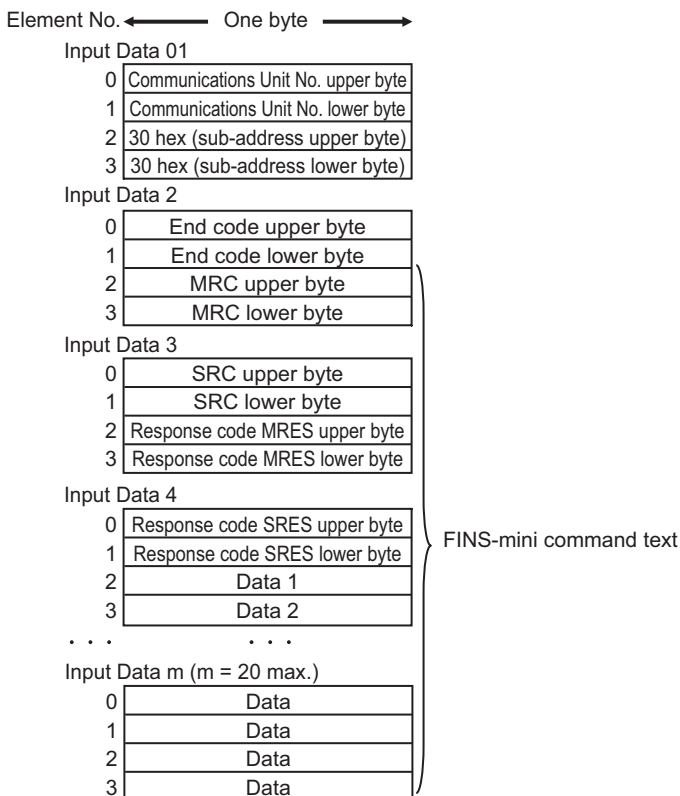 Element No. One byte
Input Data 01
0 Communications Unit No. upper byte
1 Communications Unit No. lower byte
2 30 hex (sub-address upper byte)
3 30 hex (sub-address lower byte)
Input Data 2
0 End code upper byte
1 End code lower byte
2 MRC upper byte
3 MRC lower byte
Input Data 3
0 SRC upper byte
1 SRC lower byte
2 Response code MRES upper byte
3 Response code MRES lower byte
Input Data 4
0 Response code SRES upper byte
1 Response code SRES lower byte
2 Data 1
3 Data 2
FINS-mini command text
. . . . . .
Input Data m (m = 20 max.)
0 Data
1 Data
2 Data
3 Data